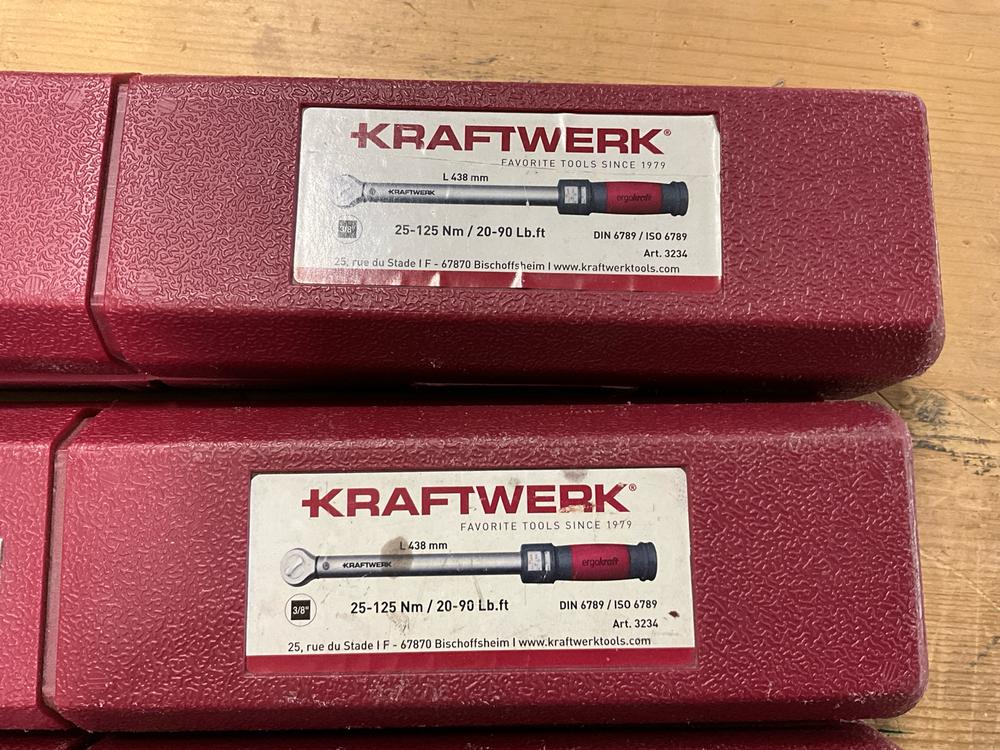 KRAFTWERK®
FAVORITE TOOLS SINCE 1979
L 438 mm
KRAFTWERK
ergokraft
3/8"
25-125 Nm / 20-90 Lb.ft
DIN 6789 / ISO 6789
Art. 3234
25, rue du Stade I F - 67870 Bischoffsheim I www.kraftwerktools.com
KRAFTWERK®
FAVORITE TOOLS SINCE 1979
L 438 mm
KRAFTWERK
ergokraft
3/8"
25-125 Nm / 20-90 Lb.ft
DIN 6789 / ISO 6789
Art. 3234
25, rue du Stade I F - 67870 Bischoffsheim I www.kraftwerktools.com